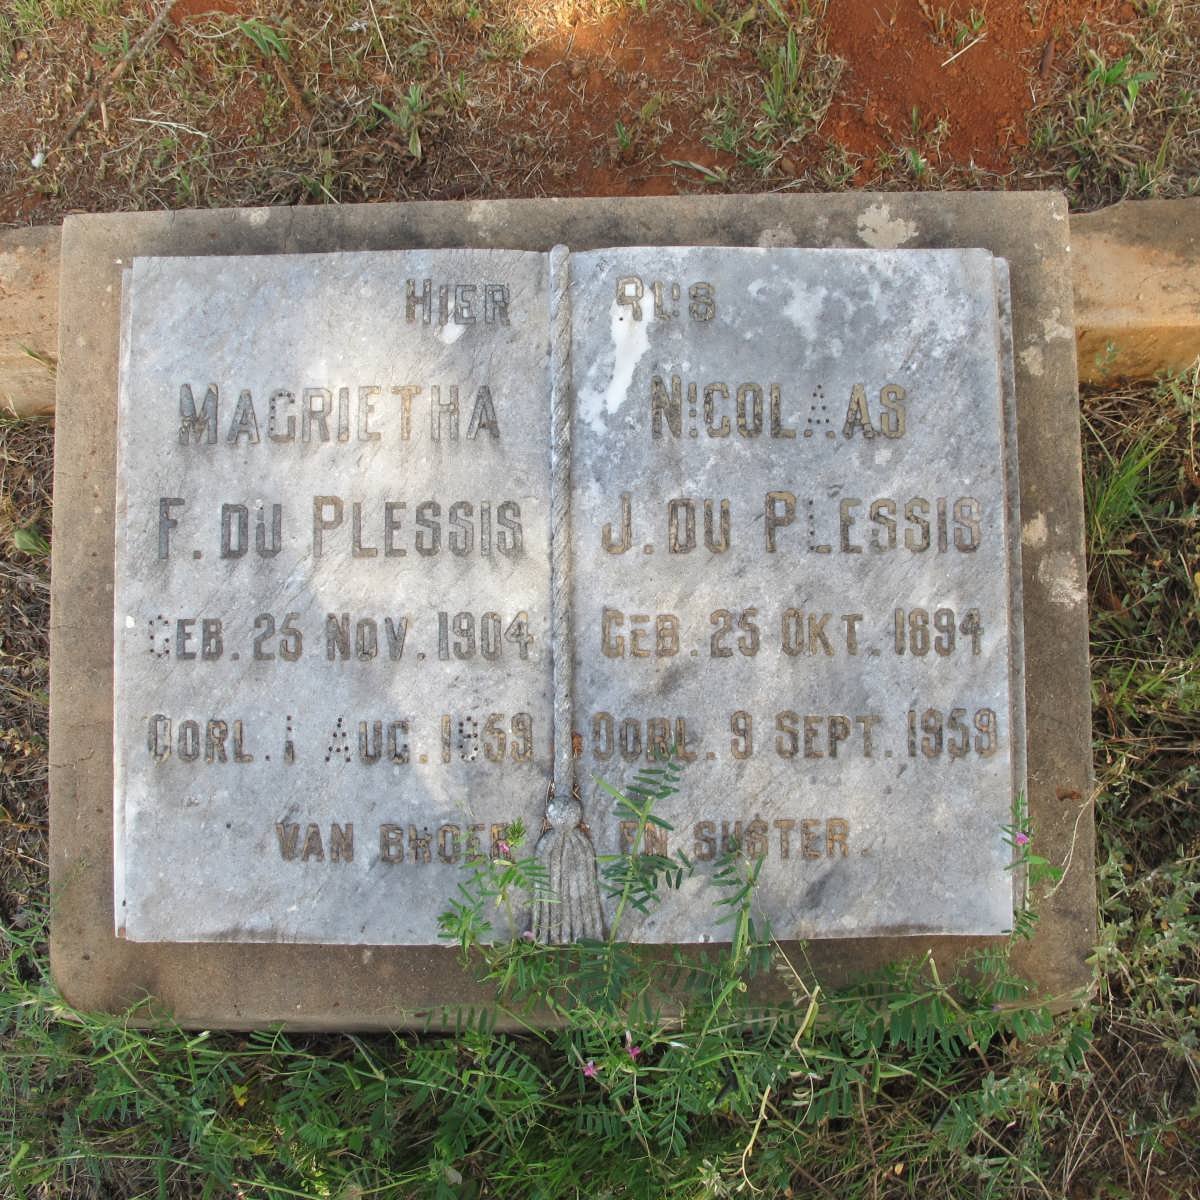 HIER RUS
MAGRIETHA
F. DU PLESSIS
GEB. 25 NOV. 1904
OORL. 1 AUG. 1959
NICOLAAS
J. DU PLESSIS
GEB. 25 OKT. 1894
OORL. 9 SEPT. 1959
VAN BROER EN SUSTER.